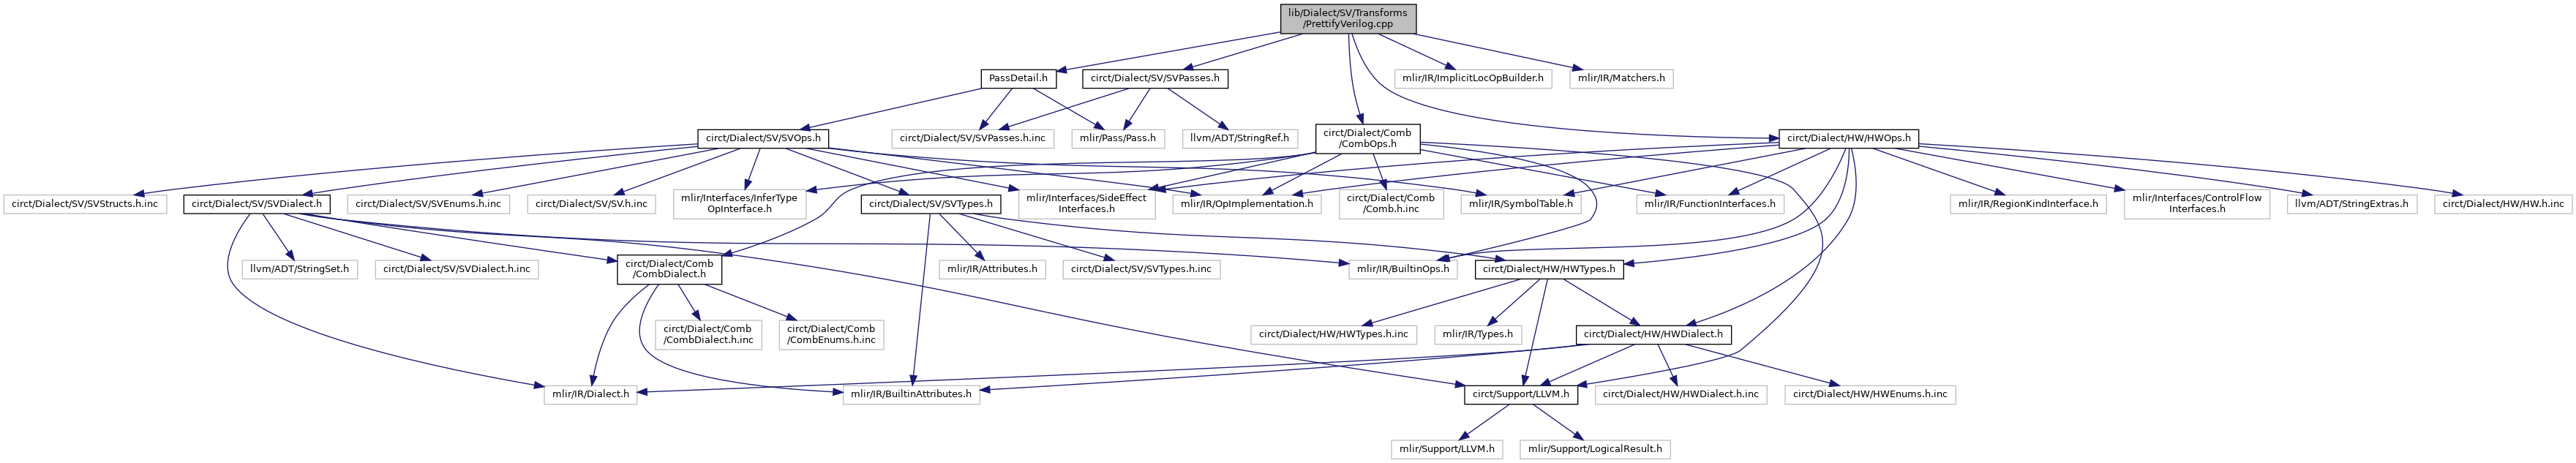 lib/Dialect/SV/Transforms
/PrettifyVerilog.cpp
PassDetail.h
circt/Dialect/SV/SVPasses.h
mlir/IR/ImplicitLocOpBuilder.h
mlir/IR/Matchers.h
circt/Dialect/SV/SVOps.h
circt/Dialect/SV/SVPasses.h.inc
mlir/Pass/Pass.h
llvm/ADT/StringRef.h
circt/Dialect/Comb
/CombOps.h
circt/Dialect/HW/HWOps.h
circt/Dialect/SV/SVStructs.h.inc
circt/Dialect/SV/SVDialect.h
circt/Dialect/SV/SVEnums.h.inc
circt/Dialect/SV/SV.h.inc
mlir/Interfaces/InferType
OpInterface.h
circt/Dialect/SV/SVTypes.h
mlir/Interfaces/SideEffect
Interfaces.h
mlir/IR/OpImplementation.h
circt/Dialect/Comb
/Comb.h.inc
mlir/IR/SymbolTable.h
mlir/IR/FunctionInterfaces.h
mlir/IR/RegionKindInterface.h
mlir/Interfaces/ControlFlow
Interfaces.h
llvm/ADT/StringExtras.h
circt/Dialect/HW/HW.h.inc
llvm/ADT/StringSet.h
circt/Dialect/SV/SVDialect.h.inc
circt/Dialect/Comb
/CombDialect.h
mlir/IR/Attributes.h
circt/Dialect/SV/SVTypes.h.inc
mlir/IR/BuiltinOps.h
circt/Dialect/HW/HWTypes.h
circt/Dialect/Comb
/CombDialect.h.inc
circt/Dialect/Comb
/CombEnums.h.inc
circt/Dialect/HW/HWTypes.h.inc
mlir/IR/Types.h
circt/Dialect/HW/HWDialect.h
mlir/IR/Dialect.h
mlir/IR/BuiltinAttributes.h
circt/Support/LLVM.h
circt/Dialect/HW/HWDialect.h.inc
circt/Dialect/HW/HWEnums.h.inc
mlir/Support/LLVM.h
mlir/Support/LogicalResult.h